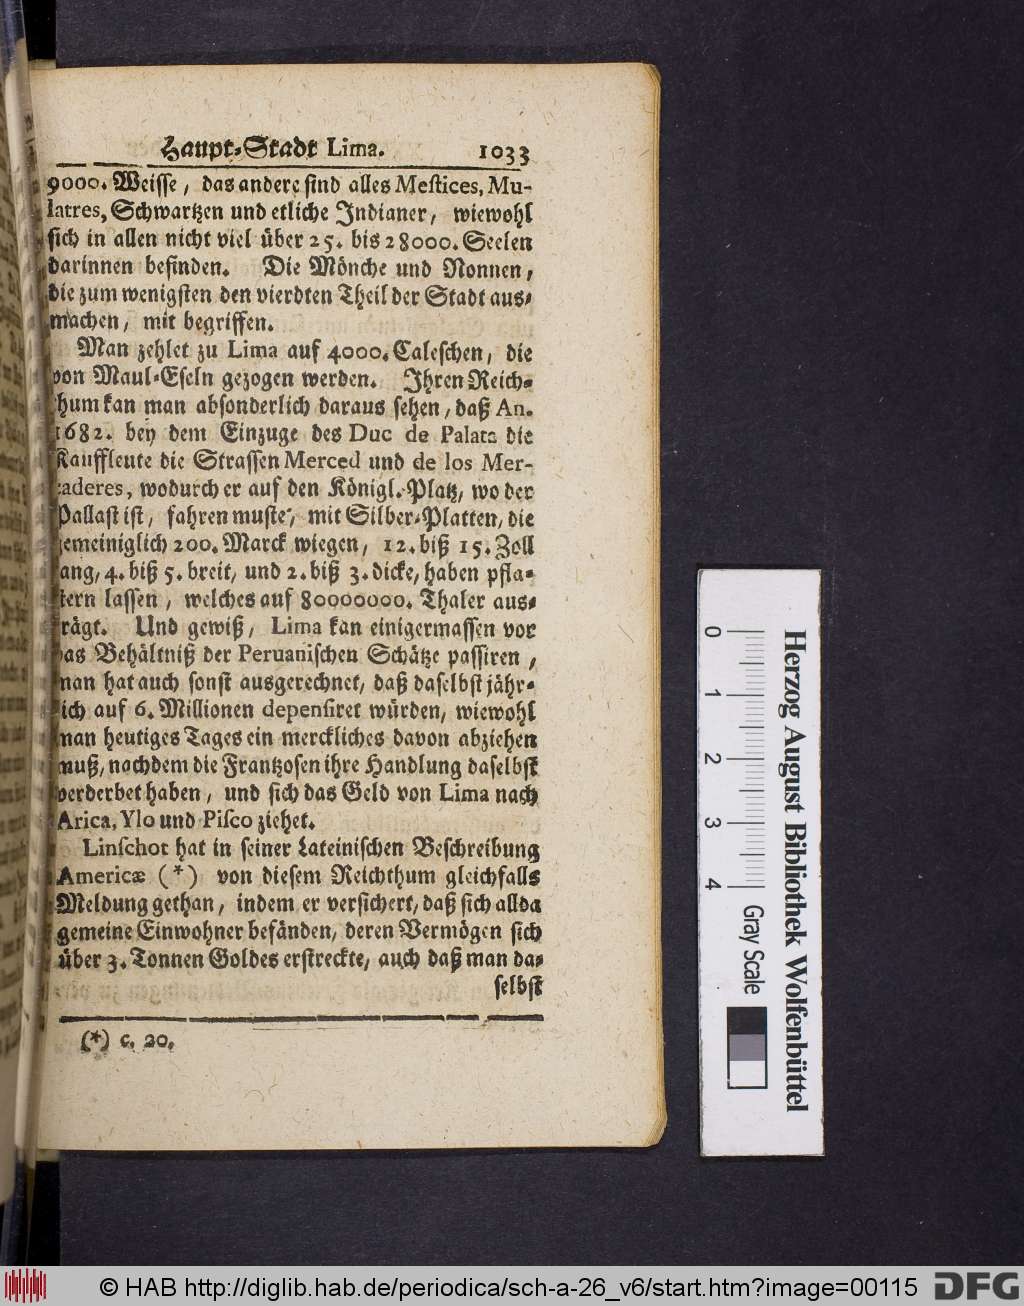 Haupt-Stadt Lima. 1033
9000. Weisse, das andere sind alles Mestices, Mu-
latres, Schwartzen und etliche Indianer, wiewohl
sich in allen nicht viel über 25. bis 28000. Seelen
darinnen befinden. Die Mönche und Nonnen,
die zum wenigsten den vierdten Theil der Stadt aus-
machen, mit begriffen.
Man zehlet zu Lima auf 4000. Caleschen, die
von Maul-Eseln gezogen werden. Ihren Reich-
thum kan man absonderlich daraus sehen, daß An.
1682. bey dem Einzuge des Duc de Palata die
Kauffleute die Strassen Merced und de los Mer-
caderes, wodurch er auf den Königl. Platz, wo der
Pallast ist, fahren muste, mit Silber-Platten, die
gemeiniglich 200. Marck wiegen, 12. biß 15. Zoll
lang, 4. biß 5. breit, und 2. biß 3. dicke, haben pfla-
stern lassen, welches auf 80000000. Thaler aus-
trägt. Und gewiß, Lima kan einigermassen vor
das Behältniß der Peruanischen Schätze passiren,
man hat auch sonst ausgerechnet, daß daselbst jähr-
lich auf 6. Millionen depensiret würden, wiewohl
man heutiges Tages ein merckliches davon abziehen
muß, nachdem die Frantzosen ihre Handlung daselbst
verderbet haben, und sich das Geld von Lima nach
Arica, Ylo und Pisco ziehet.
Linschot hat in seiner Lateinischen Beschreibung
Americæ (*) von diesem Reichthum gleichfalls
Meldung gethan, indem er versichert, daß sich allda
gemeine Einwohner befänden, deren Vermögen sich
über 3. Tonnen Goldes erstreckte, auch daß man da-
selbst
(*) c. 20.
0 1 2 3 4
Gray Scale
Herzog August Bibliothek Wolfenbüttel
© HAB http://diglib.hab.de/periodica/sch-a-26_v6/start.htm?image=00115
DFG